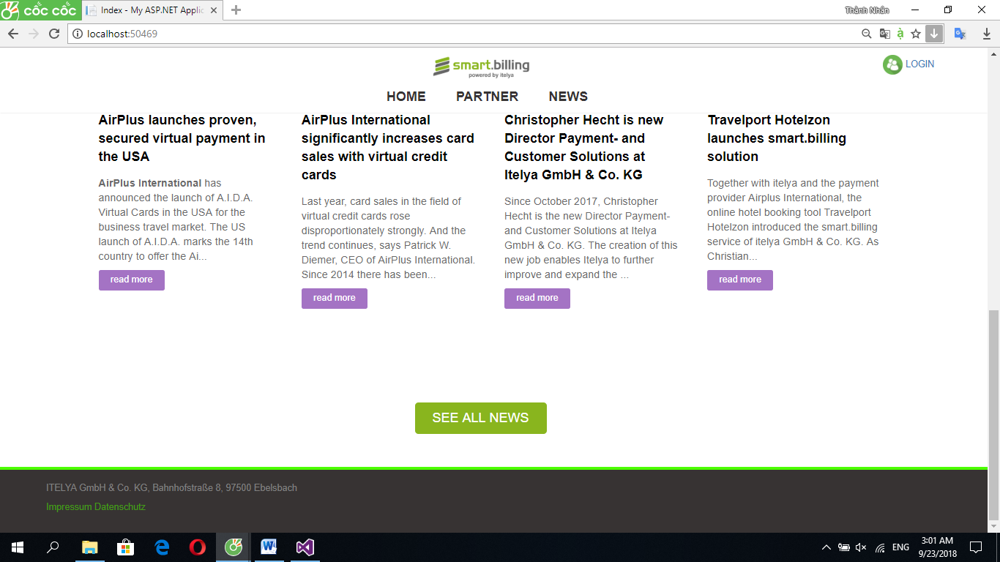 cốc cốc
Index - My ASP.NET Applic
Thành Nhân
localhost:50469
smart.billing
powered by itelya
LOGIN
HOME PARTNER NEWS
AirPlus launches proven,
secured virtual payment in
the USA
AirPlus International has
announced the launch of A.I.D.A.
Virtual Cards in the USA for the
business travel market. The US
launch of A.I.D.A. marks the 14th
country to offer the Ai...
read more
AirPlus International
significantly increases card
sales with virtual credit
cards
Last year, card sales in the field of
virtual credit cards rose
disproportionately strongly. And the
trend continues, says Patrick W.
Diemer, CEO of AirPlus International.
Since 2014 there has been...
read more
Christopher Hecht is new
Director Payment- and
Customer Solutions at
Itelya GmbH & Co. KG
Since October 2017, Christopher
Hecht is the new Director Payment-
and Customer Solutions at Itelya
GmbH & Co. KG. The creation of this
new job enables Itelya to further
improve and expand the ...
read more
Travelport Hotelzon
launches smart.billing
solution
Together with itelya and the payment
provider Airplus International, the
online hotel booking tool Travelport
Hotelzon introduced the smart.billing
service of itelya GmbH & Co. KG. As
Christian...
read more
SEE ALL NEWS
ITELYA GmbH & Co. KG, Bahnhofstraße 8, 97500 Ebelsbach
Impressum Datenschutz
ENG
3:01 AM
9/23/2018